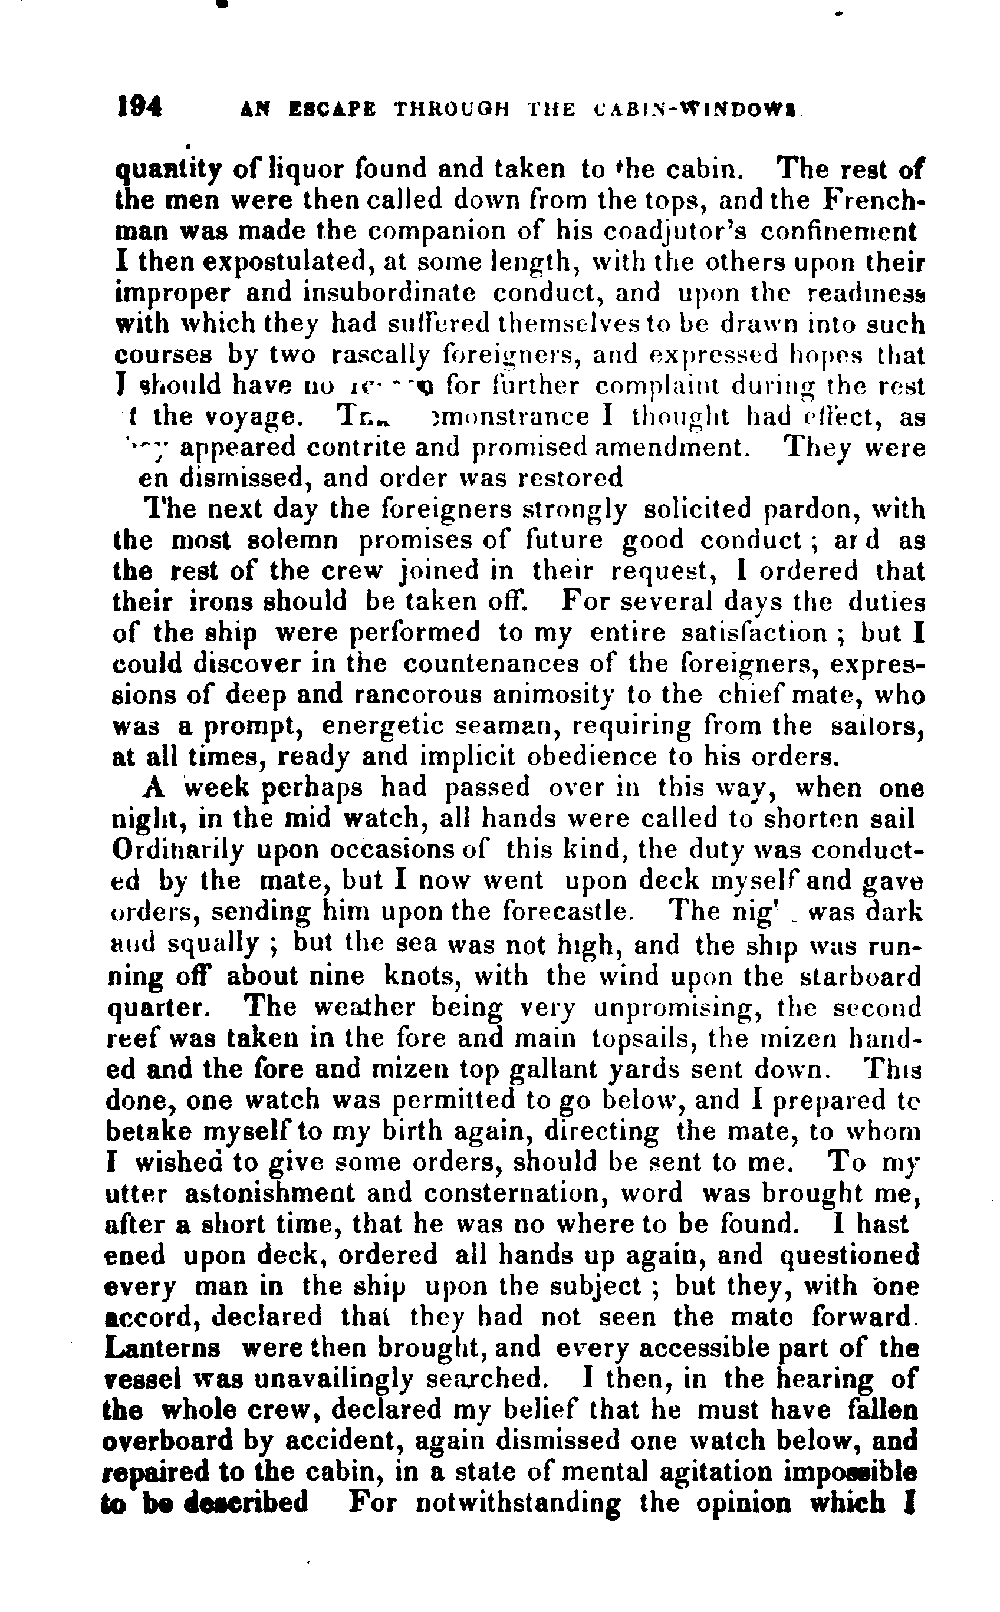 194 AN ESCAPE THROUGH THE CABIN-WINDOWS
quantity of liquor found and taken to the cabin. The rest of
the men were then called down from the tops, and the French-
man was made the companion of his coadjutor's confinement
I then expostulated, at some length, with the others upon their
improper and insubordinate conduct, and upon the readiness
with which they had suffered themselves to be drawn into such
courses by two rascally foreigners, and expressed hopes that
I should have no for further complaint during the rest
f the voyage. emonstrance I thought had effect, as
appeared contrite and promised amendment. They were
en dismissed, and order was restored
The next day the foreigners strongly solicited pardon, with
the most solemn promises of future good conduct ; and as
the rest of the crew joined in their request, I ordered that
their irons should be taken off. For several days the duties
of the ship were performed to my entire satisfaction ; but I
could discover in the countenances of the foreigners, expres-
sions of deep and rancorous animosity to the chief mate, who
was a prompt, energetic seaman, requiring from the sailors,
at all times, ready and implicit obedience to his orders.
A week perhaps had passed over in this way, when one
night, in the mid watch, all hands were called to shorten sail
Ordinarily upon occasions of this kind, the duty was conduct-
ed by the mate, but I now went upon deck myself and gave
orders, sending him upon the forecastle. The nig' was dark
and squally ; but the sea was not high, and the ship was run-
ning off about nine knots, with the wind upon the starboard
quarter. The weather being very unpromising, the second
reef was taken in the fore and main topsails, the mizen hand-
ed and the fore and mizen top gallant yards sent down. This
done, one watch was permitted to go below, and I prepared to
betake myself to my birth again, directing the mate, to whom
I wished to give some orders, should be sent to me. To my
utter astonishment and consternation, word was brought me,
after a short time, that he was no where to be found. I hast
ened upon deck, ordered all hands up again, and questioned
every man in the ship upon the subject ; but they, with one
accord, declared that they had not seen the mate forward.
Lanterns were then brought, and every accessible part of the
vessel was unavailingly searched. I then, in the hearing of
the whole crew, declared my belief that he must have fallen
overboard by accident, again dismissed one watch below, and
repaired to the cabin, in a state of mental agitation impossible
to be described For notwithstanding the opinion which I